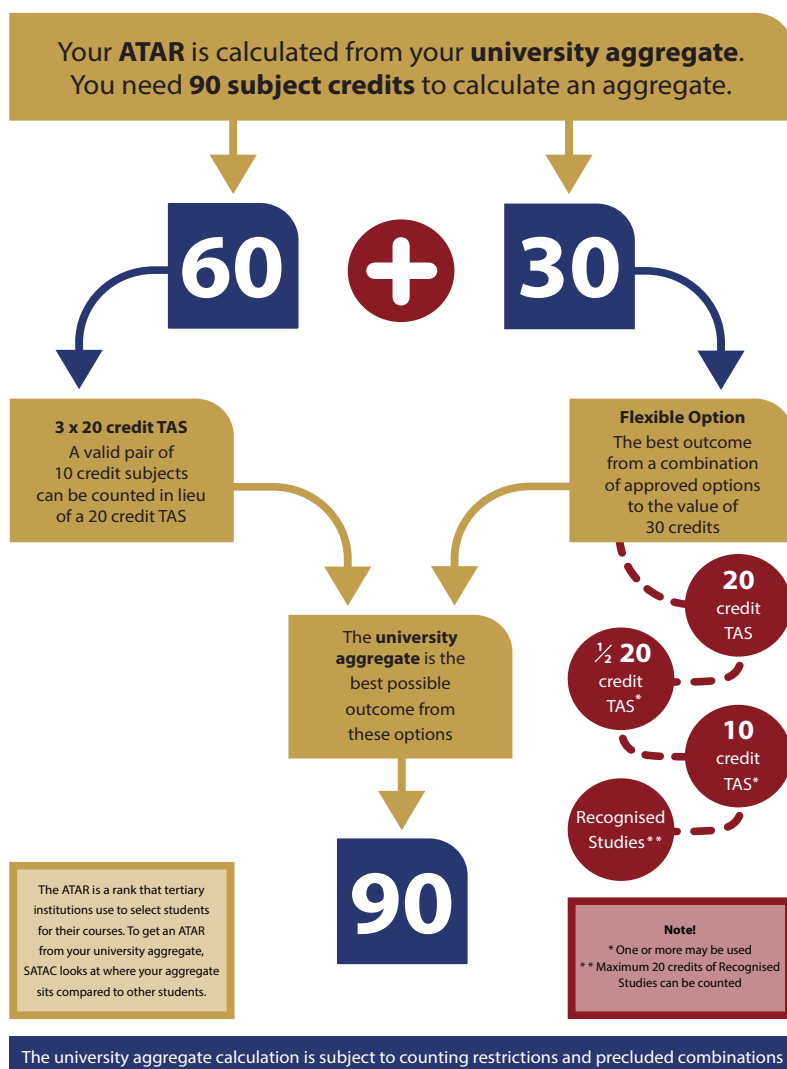 Your ATAR is calculated from your university aggregate.
You need 90 subject credits to calculate an aggregate.
60
30
3 x 20 credit TAS
A valid pair of
10 credit subjects
can be counted in lieu
of a 20 credit TAS
Flexible Option
The best outcome
from a combination
of approved options
to the value of
30 credits
20
credit
TAS
½ 20
credit
TAS*
10
credit
TAS*
Recognised
Studies**
The university
aggregate is the
best possible
outcome from
these options
90
The ATAR is a rank that tertiary
institutions use to select students
for their courses. To get an ATAR
from your university aggregate,
SATAC looks at where your aggregate
sits compared to other students.
Note!
* One or more may be used
** Maximum 20 credits of Recognised
Studies can be counted
The university aggregate calculation is subject to counting restrictions and precluded combinations